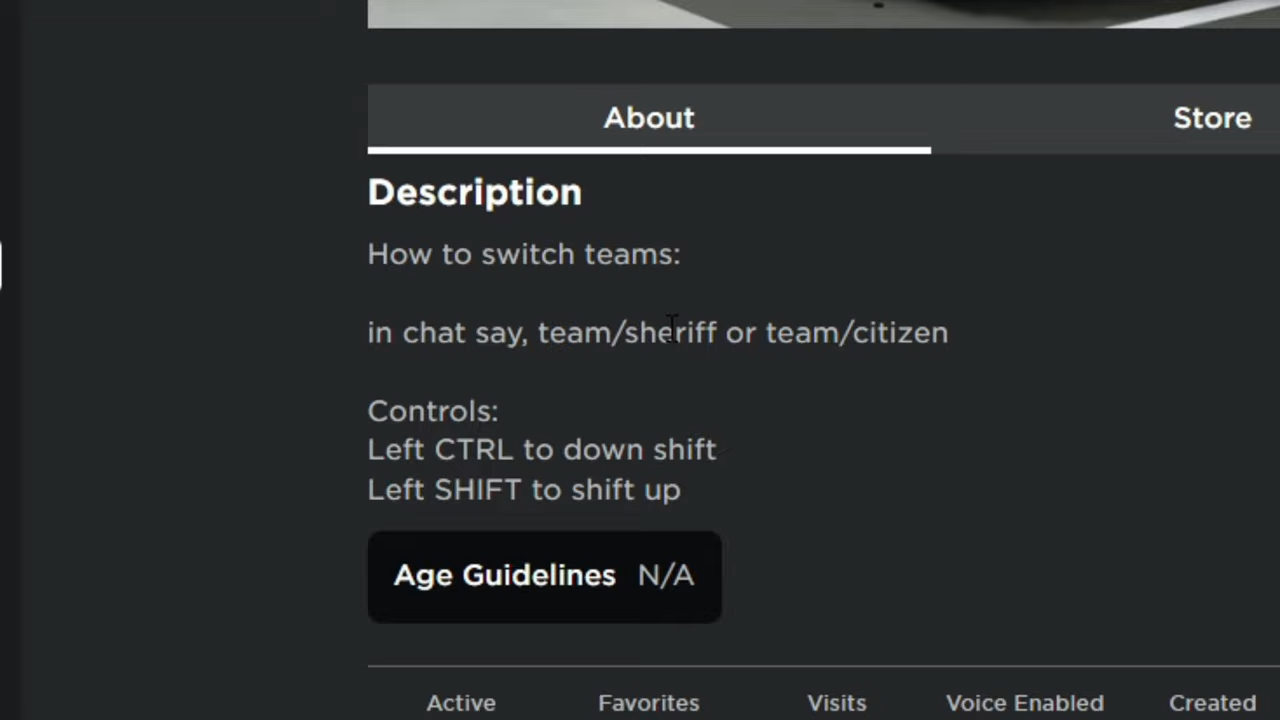 About
Store
Description
How to switch teams:
in chat say, team/sheriff or team/citizen
Controls:
Left CTRL to down shift
Left SHIFT to shift up
Age Guidelines N/A
Active Favorites Visits Voice Enabled Created